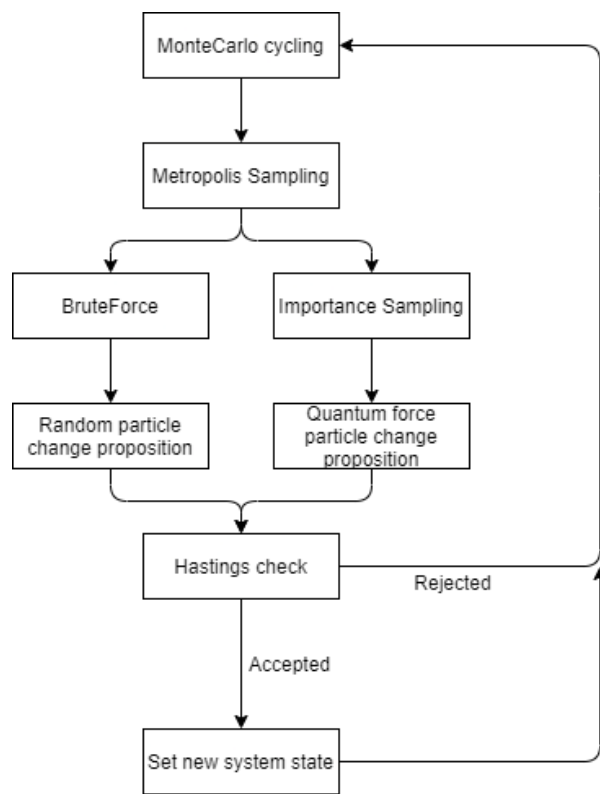 MonteCarlo cycling
Metropolis Sampling
BruteForce
Importance Sampling
Random particle
change proposition
Quantum force
particle change
proposition
Hastings check
Rejected
Accepted
Set new system state